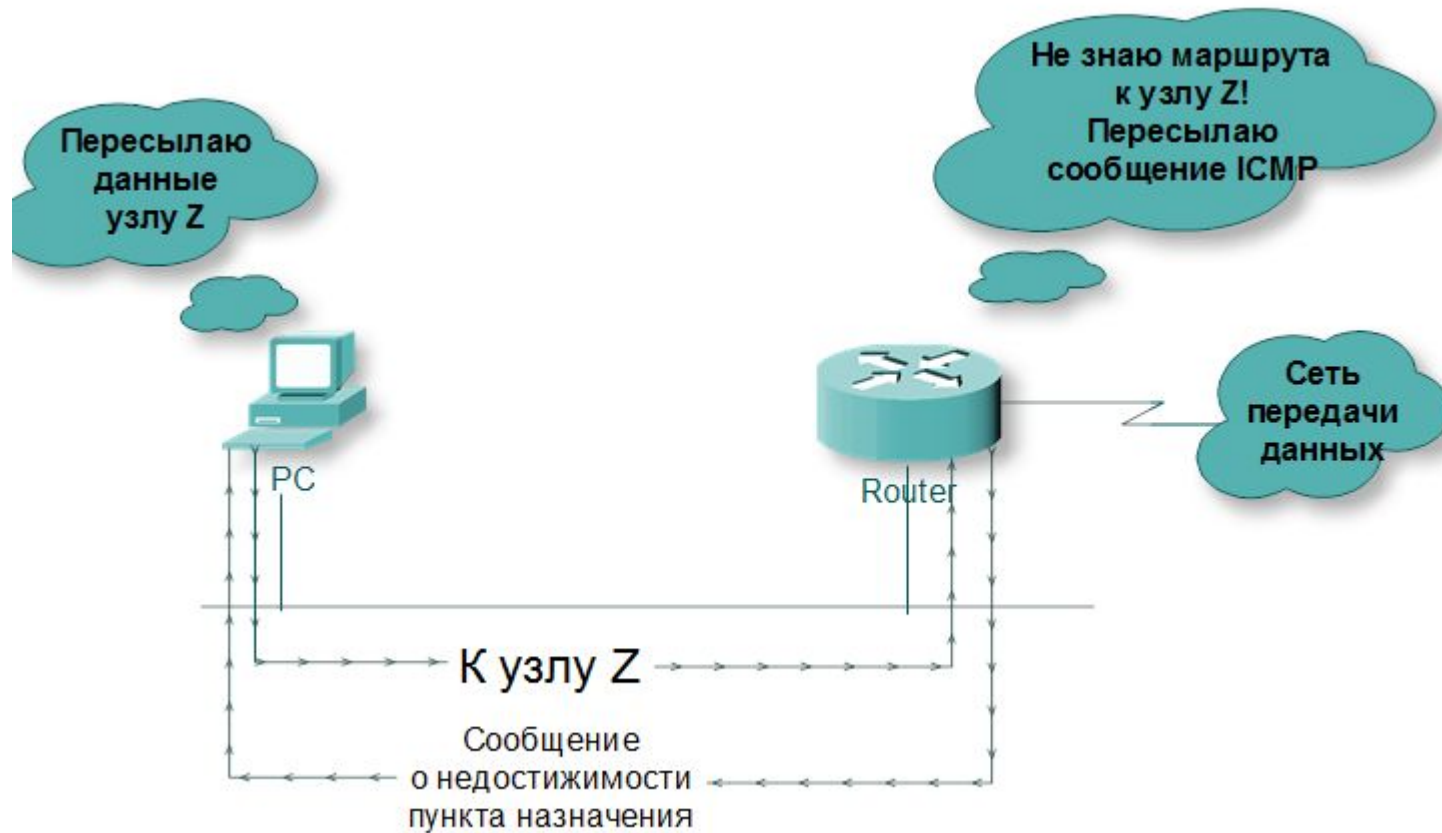 Пересылаю
данные
узлу Z
Не знаю маршрута
к узлу Z!
Пересылаю
сообщение ICMP
Сеть
передачи
данных
PC
Router
К узлу Z
Сообщение
о недостижимости
пункта назначения